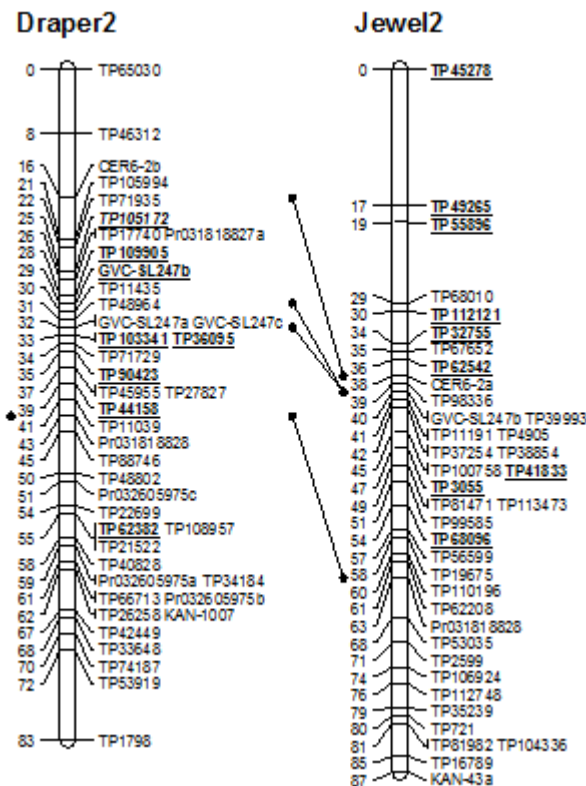 Draper2
0 TP65030
8 TP46312
16 CER6-2b
21 TP105994
22 TP71935
25 TP105172
26 TP17740 Pr031818827a
28 TP109905
29 GVC-SL247b
30 TP11435
31 TP48964
32 GVC-SL247a GVC-SL247c
33 TP103341 TP36095
34 TP71729
35 TP90423
37 TP45955 TP27827
39 TP44158
41 TP11039
43 Pr031818828
45 TP88746
50 TP48802
51 Pr032605975c
54 TP22699
55 TP62382 TP108957
TP21522
58 TP40828
59 Pr032605975a TP34184
61 TP66713 Pr032605975b
62 TP26258 KAN-1007
67 TP42449
68 TP33648
70 TP74187
72 TP53919
83 TP1798
Jewel2
0 TP45278
17 TP49265
19 TP55896
29 TP68010
30 TP112121
34 TP32755
35 TP67652
36 TP62542
38 CER6-2a
39 TP98336
40 GVC-SL247b TP39993
41 TP11191 TP4905
42 TP37254 TP38854
45 TP100758 TP41833
47 TP3055
49 TP81471 TP113473
51 TP99585
54 TP68096
57 TP56599
58 TP19675
60 TP110196
61 TP62208
63 Pr031818828
68 TP53035
71 TP2599
74 TP106924
76 TP112748
79 TP35239
80 TP721
81 TP81982 TP104336
85 TP16789
87 KAN-43a